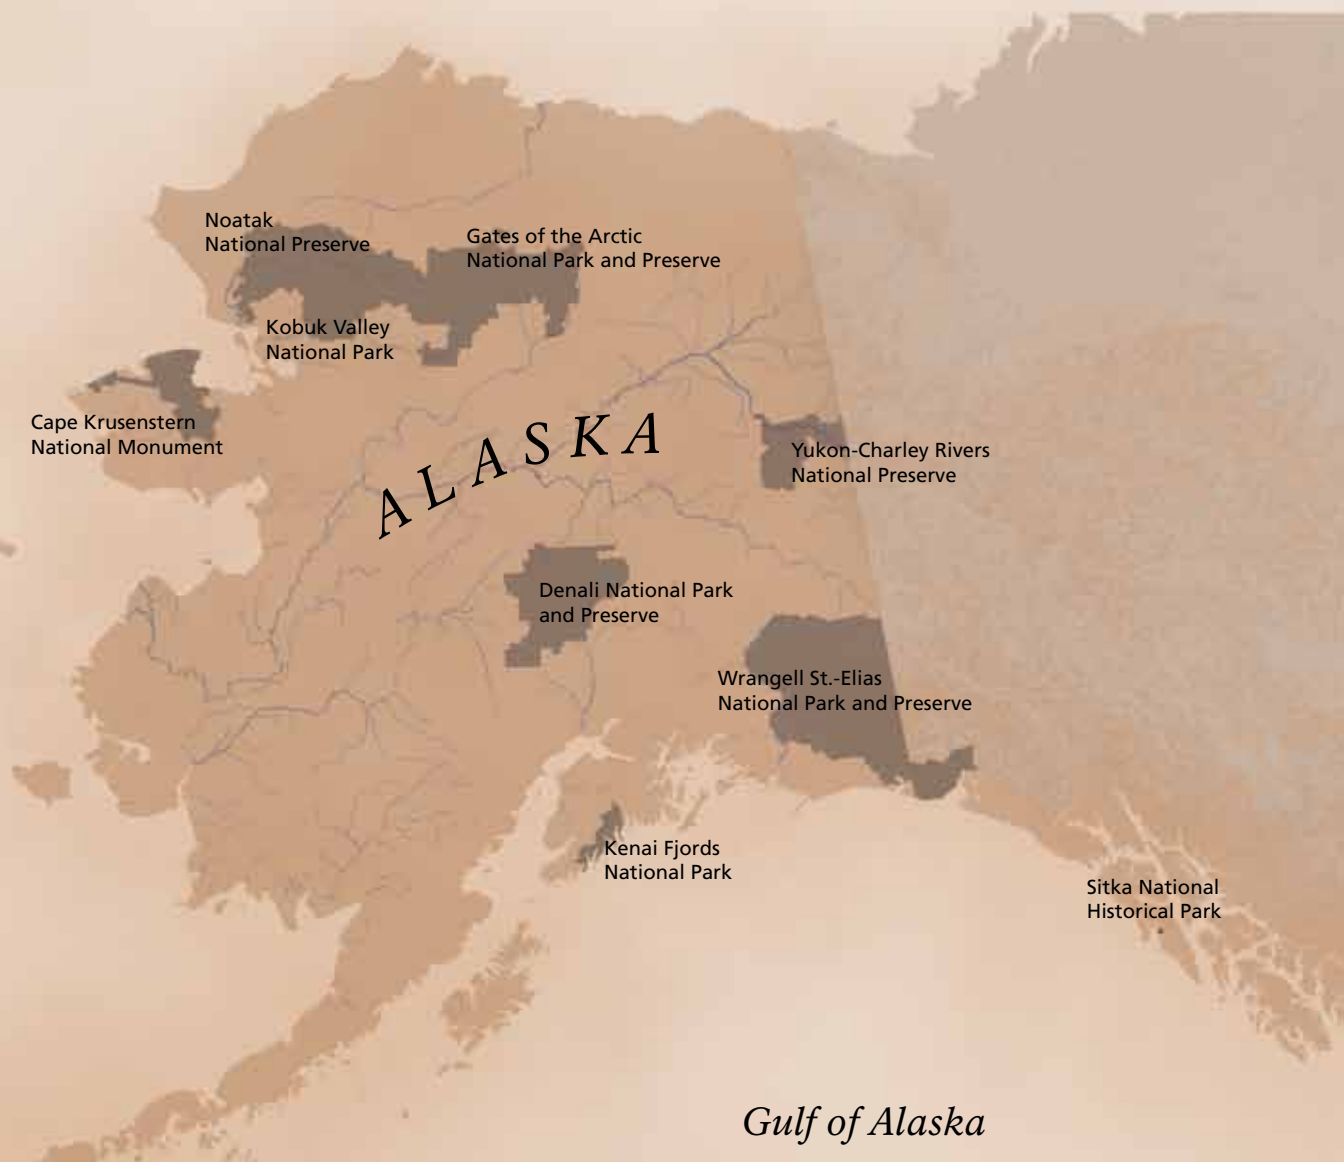 Noatak
National Preserve
Gates of the Arctic
National Park and Preserve
Kobuk Valley
National Park
Cape Krusenstern
National Monument
ALASKA
Yukon-Charley Rivers
National Preserve
Denali National Park
and Preserve
Wrangell St.-Elias
National Park and Preserve
Kenai Fjords
National Park
Sitka National
Historical Park
Gulf of Alaska